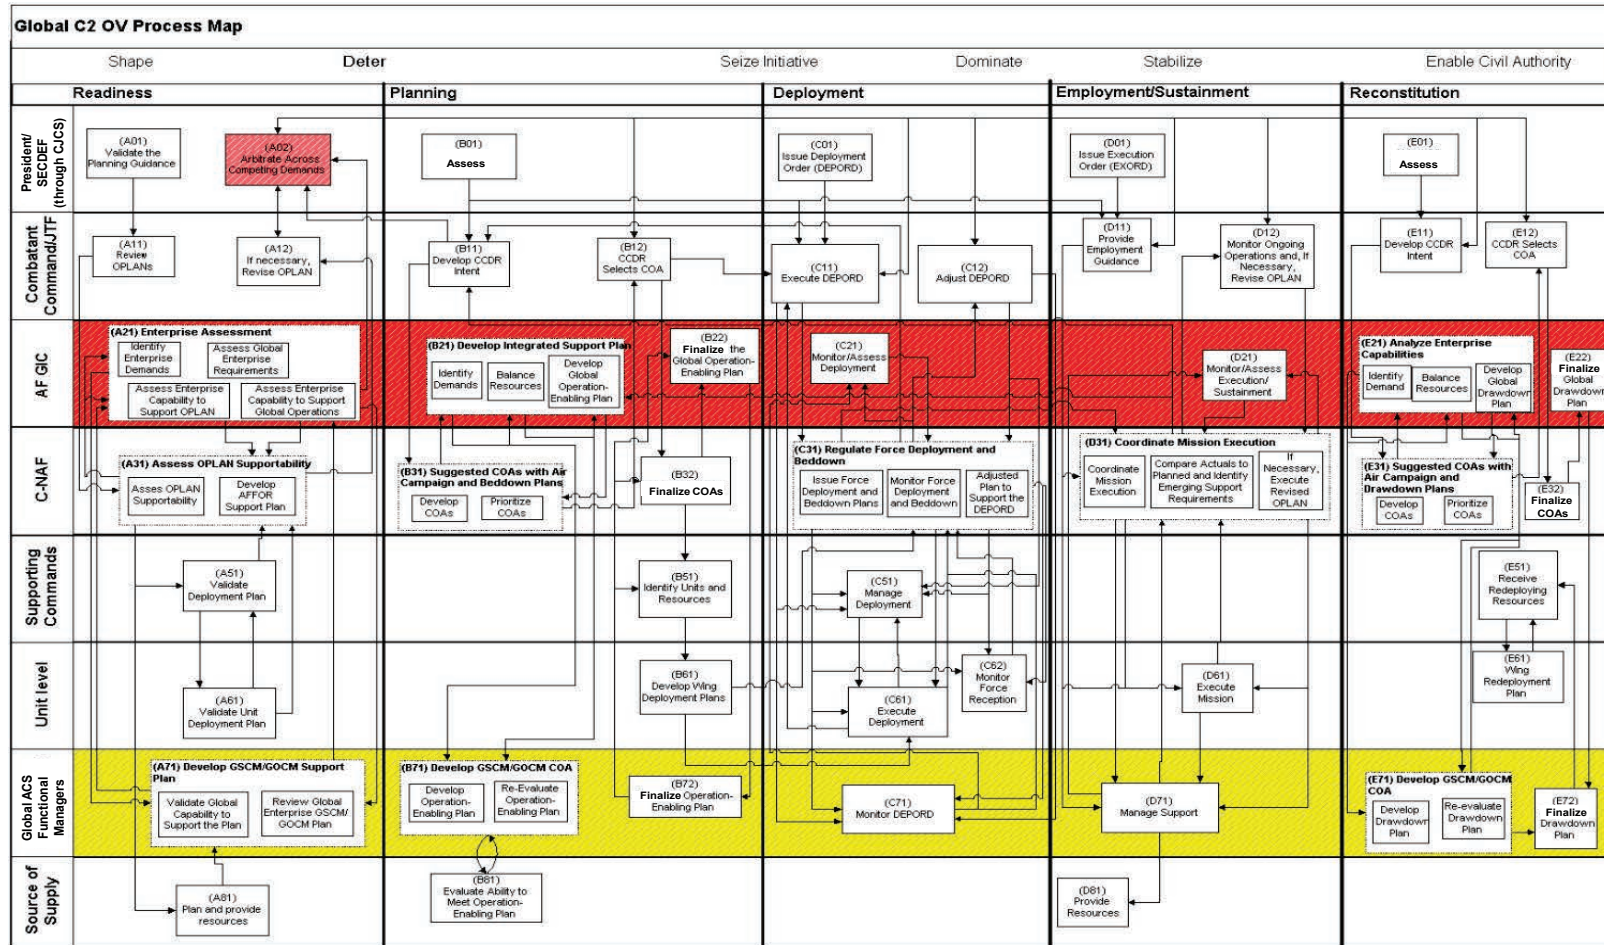 Global C2 OV Process Map
Shape
Deter
Seize Initiative
Dominate
Stabilize
Enable Civil Authority
Readiness
Planning
Deployment
Employment/Sustainment
Reconstitution
President/
SECDEF
(through CJCS)
(A01)
Validate the
Planning Guidance
(A02)
Arbitrate Across
Competing Demands
(B01)
Assess
(C01)
Issue Deployment
Order (DEPORD)
(D01)
Issue Execution
Order (EXORD)
(E01)
Assess
Combatant
Command/JTF
(A11)
Review
OPLANs
(A12)
If necessary,
Revise OPLAN
(B11)
Develop CCDR
Intent
(B12)
CCDR
Selects COA
(C11)
Execute DEPORD
(C12)
Adjust DEPORD
(D11)
Provide
Employment
Guidance
(D12)
Monitor Ongoing
Operations and, If
Necessary,
Revise OPLAN
(E11)
Develop CCDR
Intent
(E12)
CCDR Selects
COA
AF GIC
(A21) Enterprise Assessment
Identify
Enterprise
Demands
Assess Global
Enterprise
Requirements
Assess Enterprise
Capability to
Support OPLAN
Assess Enterprise
Capability to Support
Global Operations
(B21) Develop Integrated Support Plan
Identify
Demands
Balance
Resources
Develop
Global
Operation-
Enabling Plan
(B22)
Finalize the
Global Operation-
Enabling Plan
(C21)
Monitor/Assess
Deployment
(D21)
Monitor/Assess
Execution/
Sustainment
(E21) Analyze Enterprise
Capabilities
Identify
Demand
Balance
Resources
Develop
Global
Drawdown
Plan
(E22)
Finalize
Global
Drawdown
Plan
C-NAF
(A31) Assess OPLAN Supportability
Asses OPLAN
Supportability
Develop
AFFOR
Support Plan
(B31) Suggested COAs with Air
Campaign and Beddown Plans
Develop
COAs
Prioritize
COAs
(B32)
Finalize COAs
(C31) Regulate Force Deployment and
Beddown
Issue Force
Deployment and
Beddown Plans
Monitor Force
Deployment
and Beddown
Adjusted
Plan to
Support the
DEPORD
(D31) Coordinate Mission Execution
Coordinate
Mission
Execution
Compare Actuals to
Planned and Identify
Emerging Support
Requirements
If
Necessary,
Execute
Revised
OPLAN
(E31) Suggested COAs with
Air Campaign and
Drawdown Plans
Develop
COAs
Prioritize
COAs
(E32)
Finalize
COAs
Supporting
Commands
(A51)
Validate
Deployment Plan
(B51)
Identify Units and
Resources
(C51)
Manage
Deployment
(E51)
Receive
Redeploying
Resources
Unit level
(A61)
Validate Unit
Deployment Plan
(B61)
Develop Wing
Deployment Plans
(C61)
Execute
Deployment
(C62)
Monitor
Force
Reception
(D61)
Execute
Mission
(E61)
Wing
Redeployment
Plan
Global ACS
Functional
Managers
(A71) Develop GSCM/GOCM Support
Plan
Validate Global
Capability to
Support the Plan
Review Global
Enterprise GSCM/
GOCM Plan
(B71) Develop GSCM/GOCM COA
Develop
Operation-
Enabling Plan
Re-Evaluate
Operation-
Enabling Plan
(B72)
Finalize Operation-
Enabling Plan
(C71)
Monitor DEPORD
(D71)
Manage Support
(E71) Develop GSCM/GOCM
COA
Develop
Drawdown
Plan
Re-evaluate
Drawdown
Plan
(E72)
Finalize
Drawdown
Plan
Source of
Supply
(A81)
Plan and provide
resources
(B81)
Evaluate Ability to
Meet Operation-
Enabling Plan
(D81)
Provide
Resources